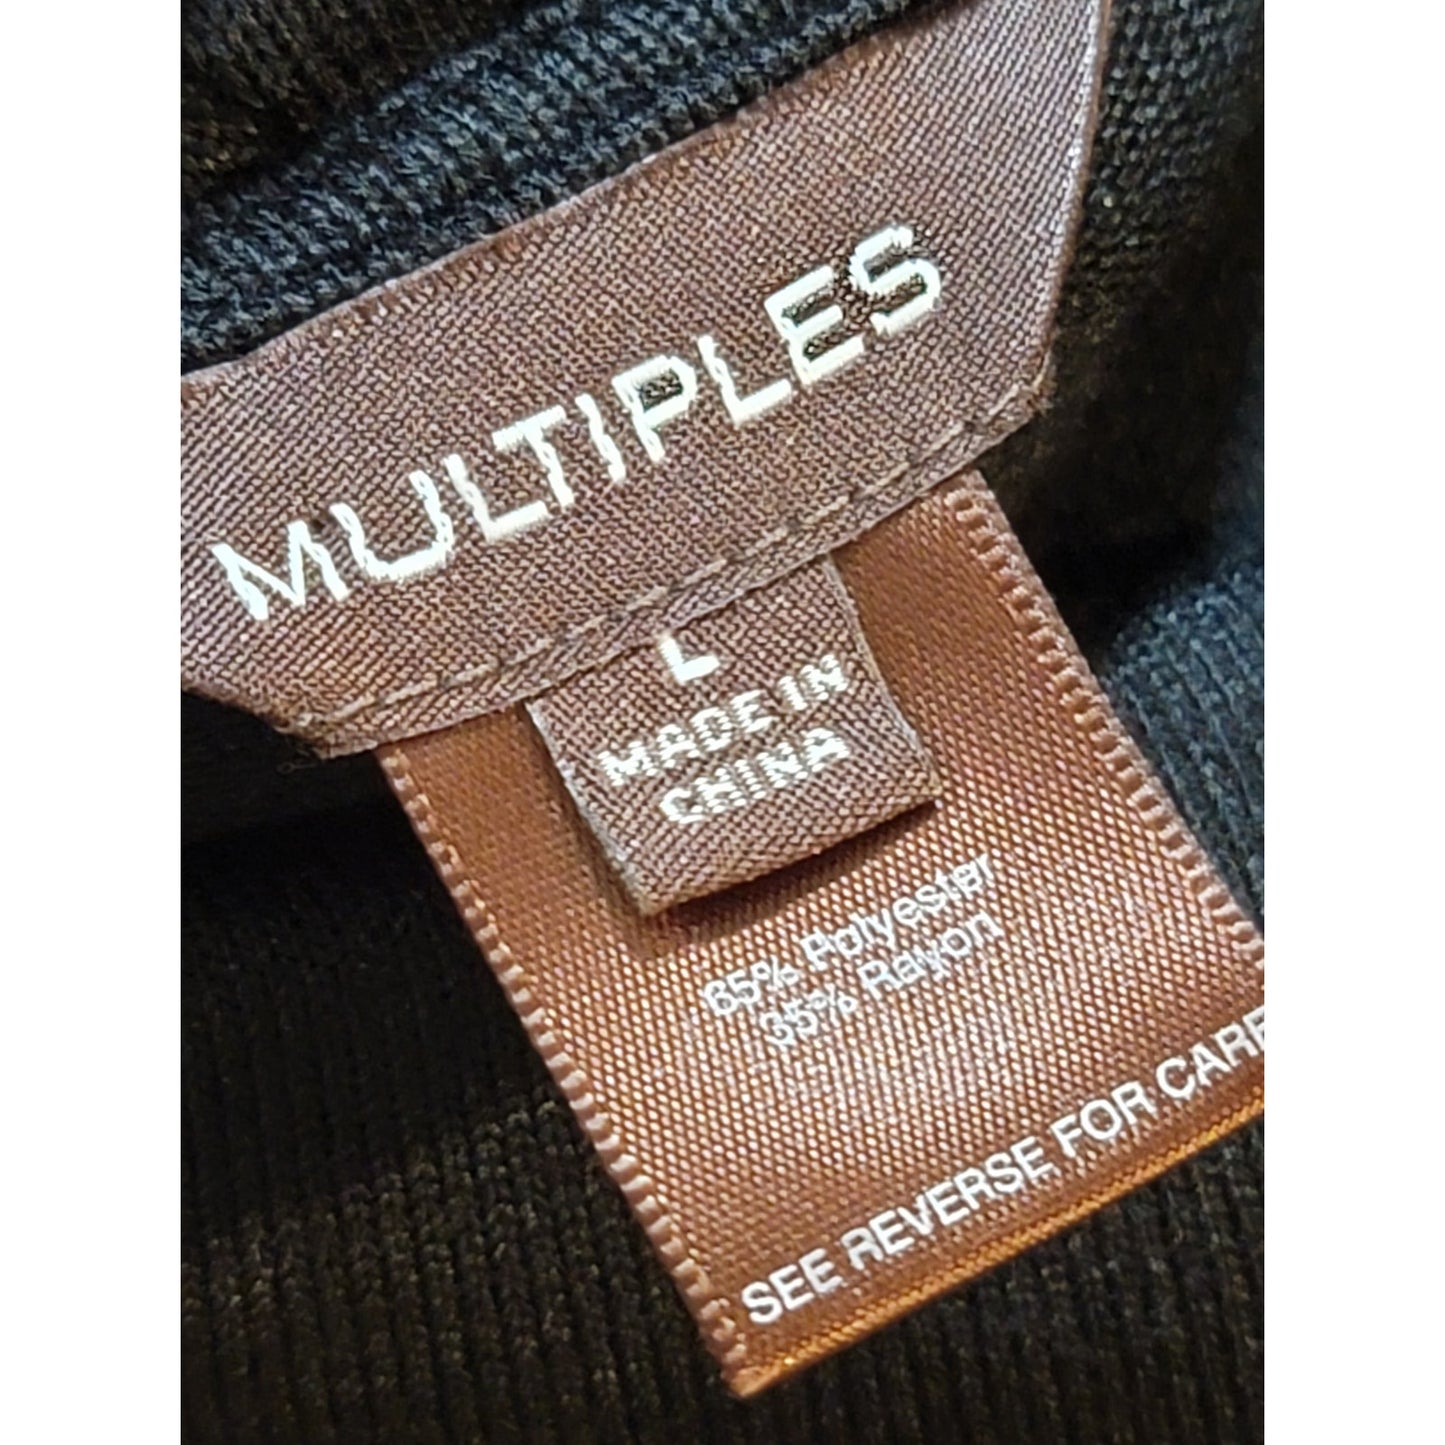 MULTIPLES
L
MADE IN
CHINA
65% Polyester
35% Rayon
SEE REVERSE FOR CARE